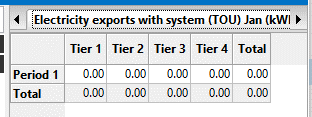 Electricity exports with system (TOU) Jan (kWl
Tier 1 Tier 2 Tier 3 Tier 4 Total
Period 1 0.00 0.00 0.00 0.00 0.00
Total 0.00 0.00 0.00 0.00 0.00